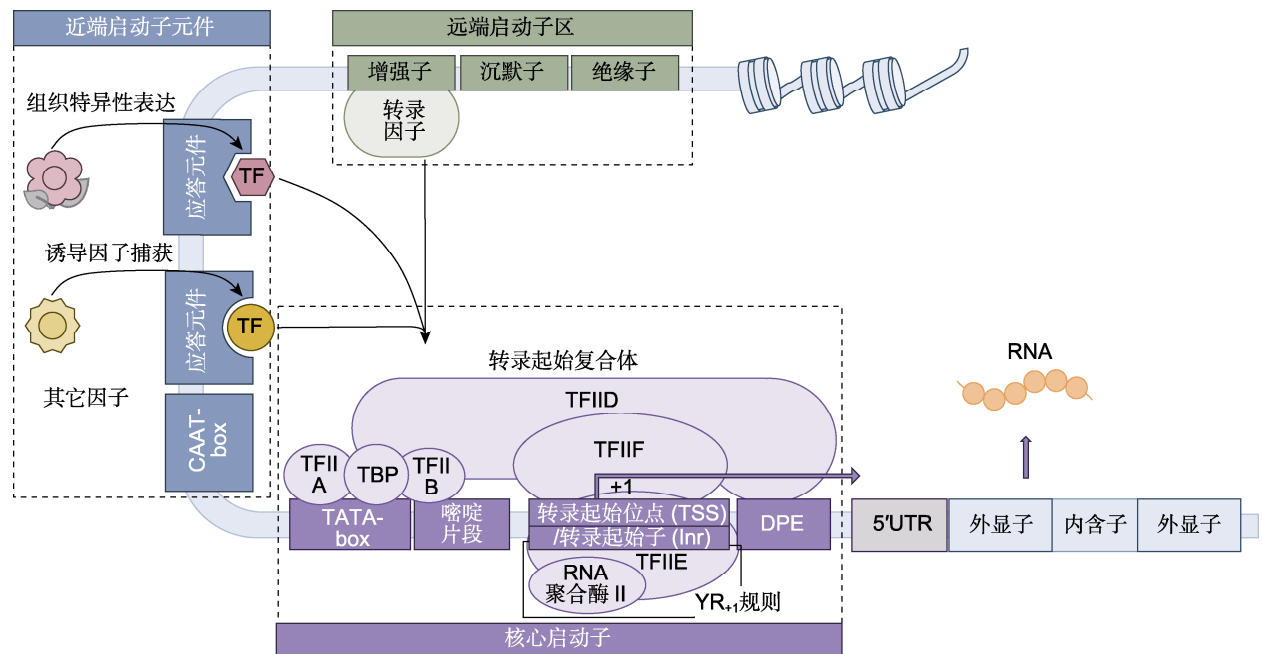 近端启动子元件
远端启动子区
增强子
沉默子
绝缘子
转录
因子
组织特异性表达
应答元件
TF
诱导因子捕获
应答元件
TF
其它因子
CAAT-
box
转录起始复合体
TFIID
TFIIF
TFII
A
TBP
TFII
B
+1
TATA-
box
嘧啶
片段
转录起始位点 (TSS)
/转录起始子 (Inr)
DPE
TFIIE
RNA
聚合酶 II
YR+1规则
核心启动子
RNA
5′UTR
外显子
内含子
外显子